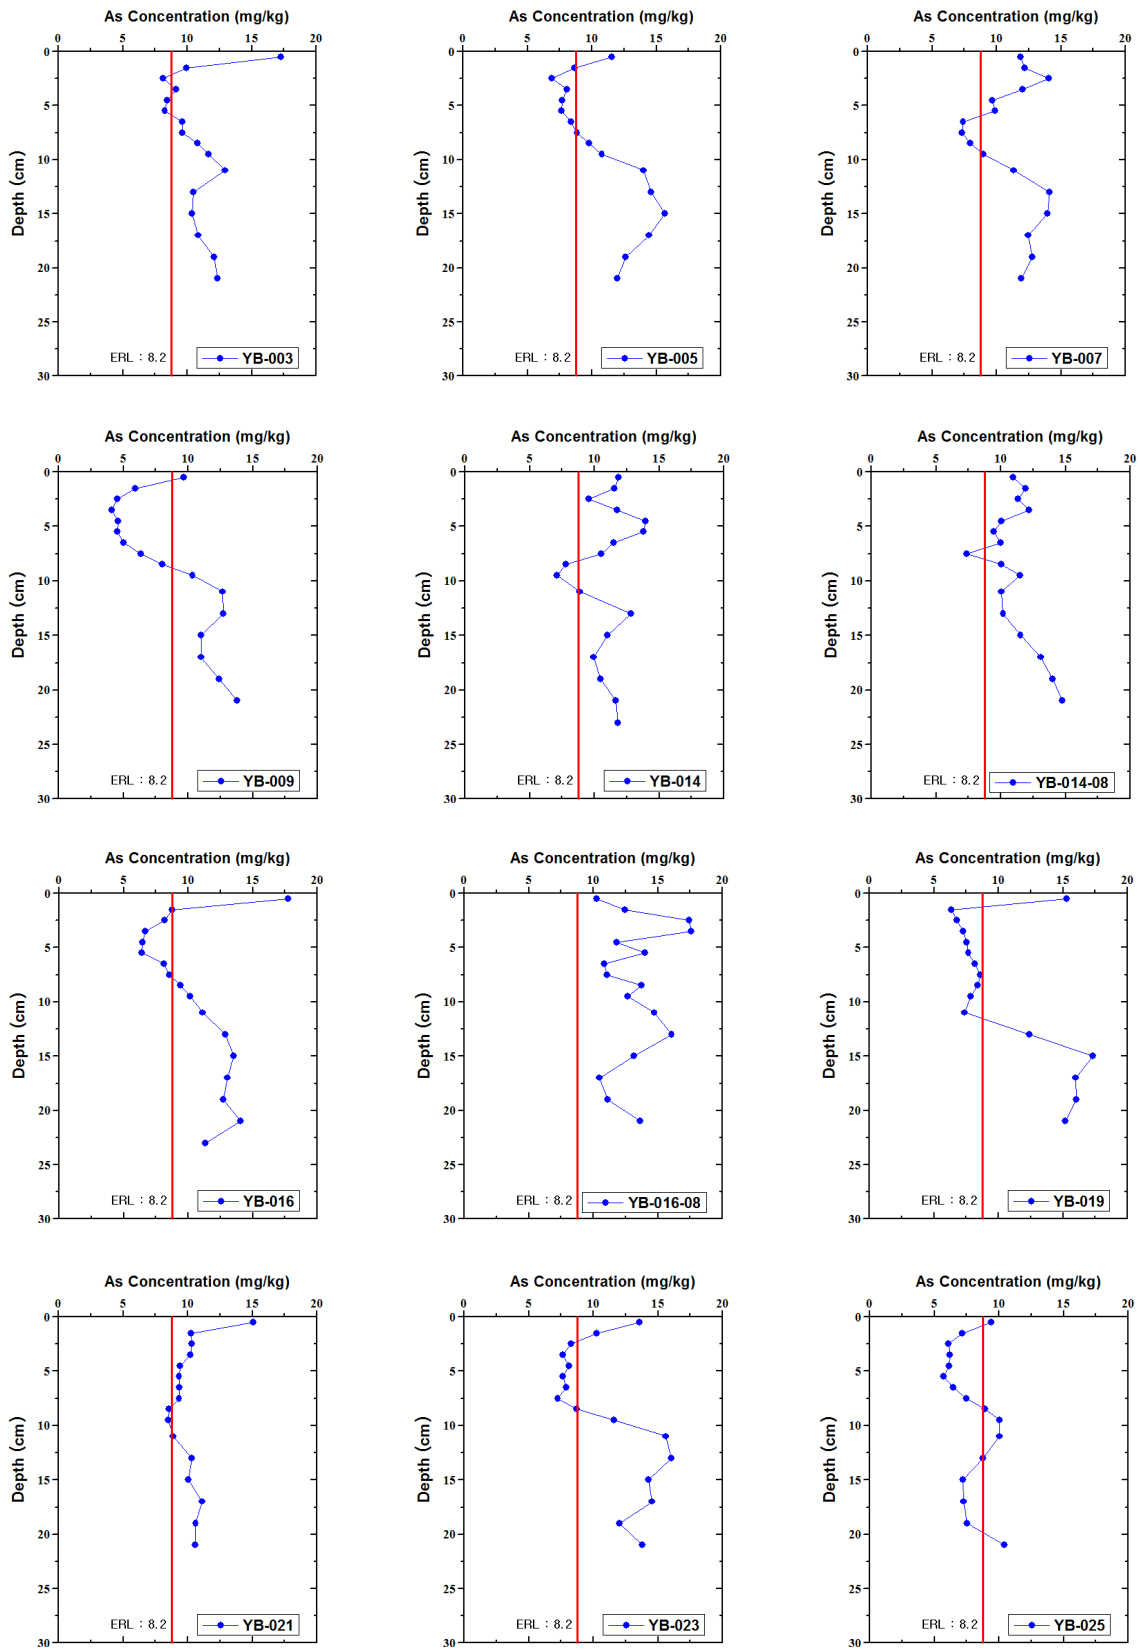 As Concentration (mg/kg) As Concentration (mg/kg) As Concentration (mg/kg)
0 5 10 15 20 0 5 10 15 20 0 5 10 15 20
0 0 0
5 5 5
10 10 10
Depth (cm) Depth (cm) Depth (cm)
15 15 15
20 20 20
25 25 25
ERL : 8.2 YB-003 ERL : 8.2 YB-005 ERL : 8.2 YB-007
30 30 30
As Concentration (mg/kg) As Concentration (mg/kg) As Concentration (mg/kg)
0 5 10 15 20 0 5 10 15 20 0 5 10 15 20
0 0 0
5 5 5
10 10 10
Depth (cm) Depth (cm) Depth (cm)
15 15 15
20 20 20
25 25 25
ERL : 8.2 YB-009 ERL : 8.2 YB-014 ERL : 8.2 YB-014-08
30 30 30
As Concentration (mg/kg) As Concentration (mg/kg) As Concentration (mg/kg)
0 5 10 15 20 0 5 10 15 20 0 5 10 15 20
0 0 0
5 5 5
10 10 10
Depth (cm) Depth (cm) Depth (cm)
15 15 15
20 20 20
25 25 25
ERL : 8.2 YB-016 ERL : 8.2 YB-016-08 ERL : 8.2 YB-019
30 30 30
As Concentration (mg/kg) As Concentration (mg/kg) As Concentration (mg/kg)
0 5 10 15 20 0 5 10 15 20 0 5 10 15 20
0 0 0
5 5 5
10 10 10
Depth (cm) Depth (cm) Depth (cm)
15 15 15
20 20 20
25 25 25
ERL : 8.2 YB-021 ERL : 8.2 YB-023 ERL : 8.2 YB-025
30 30 30